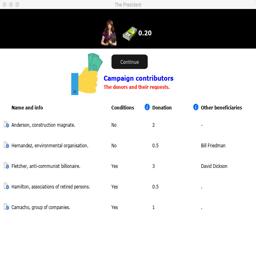 The President
0.20
Continue
Campaign contributors
The donors and their requests.
Name and info Conditions Donation Other beneficiaries
Anderson, construction magnate. No 2 -
Hernandez, environmental organisation. No 0.5 Bill Friedman
Fletcher, anti-communist billionaire. Yes 3 David Dickson
Hamilton, associations of retired persons. Yes 0.5 .
Camacho, group of companies. Yes 1 .